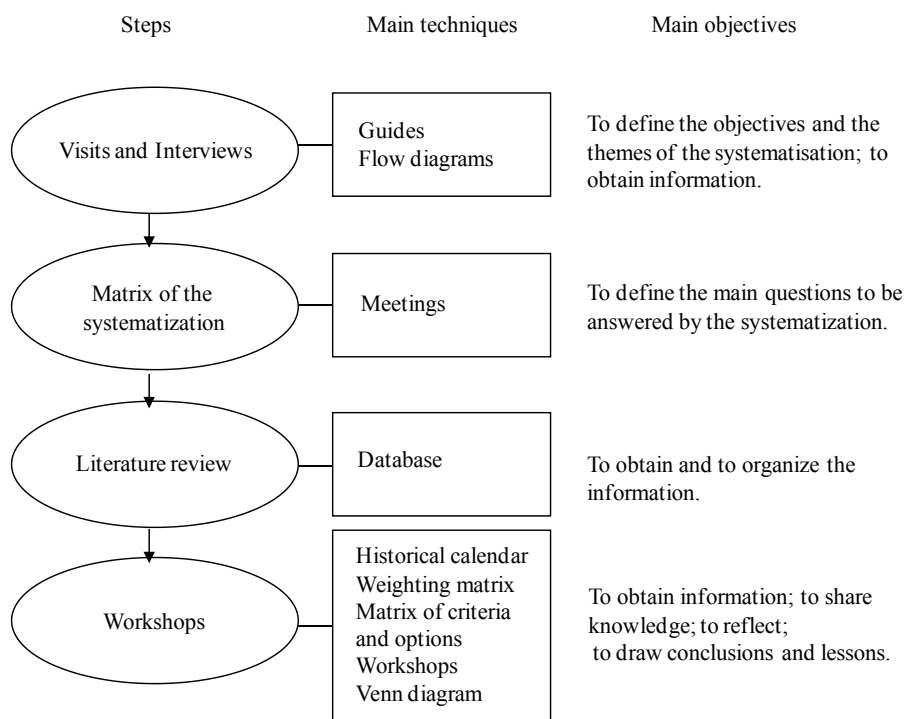 Steps
Main techniques
Main objectives
Visits and Interviews
Guides
Flow diagrams
To define the objectives and the
themes of the systematisation; to
obtain information.
Matrix of the
systematization
Meetings
To define the main questions to be
answered by the systematization.
Literature review
Database
To obtain and to organize the
information.
Workshops
Historical calendar
Weighting matrix
Matrix of criteria
and options
Workshops
Venn diagram
To obtain information; to share
knowledge; to reflect;
to draw conclusions and lessons.